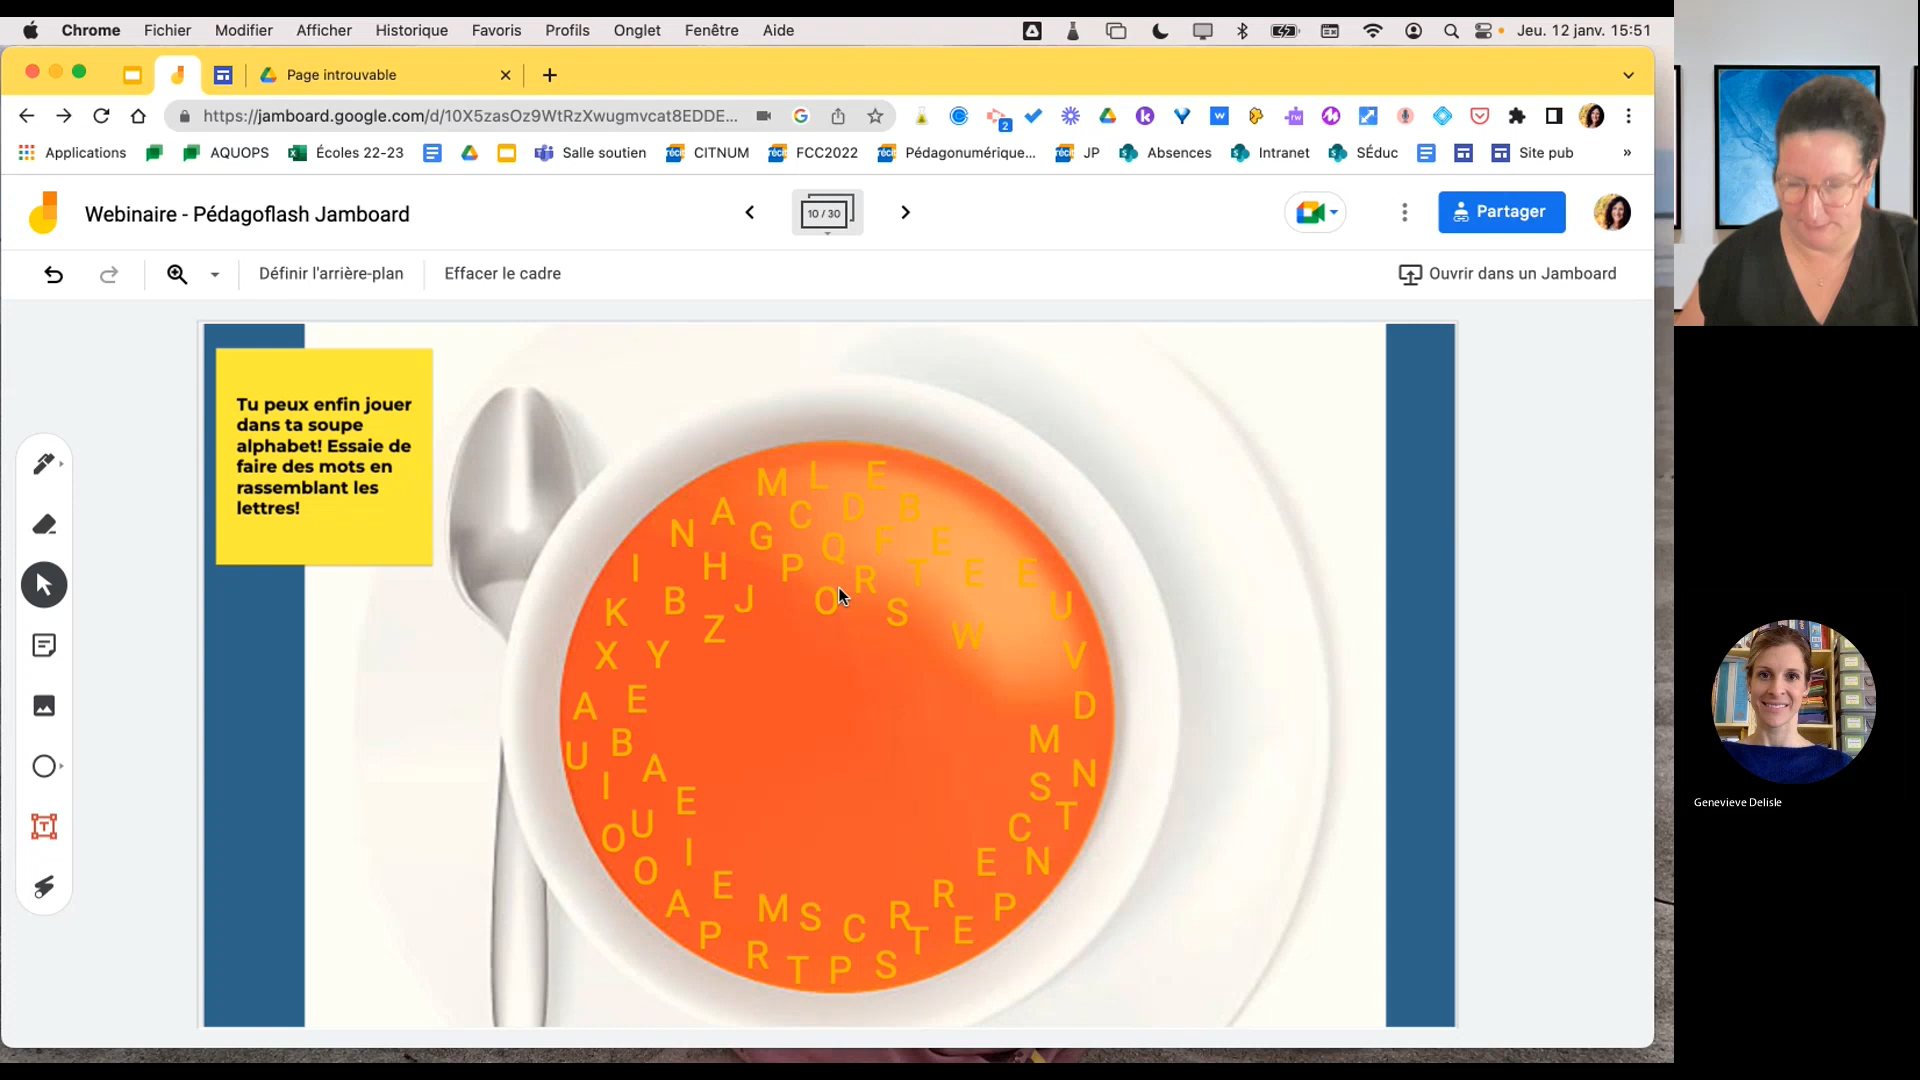 Chrome Fichier Modifier Afficher Historique Favoris Profils Onglet Fenêtre Aide Jeu. 12 janv. 15:51
Page introuvable
https://jamboard.google.com/d/10X5zasOz9WtRzXwugmvcat8EDDE...
2
Applications AQUOPS Écoles 22-23 Salle soutien CITNUM FCC2022 Pédagonumérique... JP Absences Intranet SÉduc Site pub »
Webinaire - Pédagoflash Jamboard
10 / 30
Partager
Définir l'arrière-plan Effacer le cadre Ouvrir dans un Jamboard
Tu peux enfin jouer
dans ta soupe
alphabet! Essaie de
faire des mots en
rassemblant les
lettres!
M L E
A C D B
N G Q F E
I H P R T E E
K B J O S U
Z W
X Y V
A E D
U B M
I A S N
E T
O U C
O I E N
A E M S C R R P
P R T P S T E
Genevieve Delisle